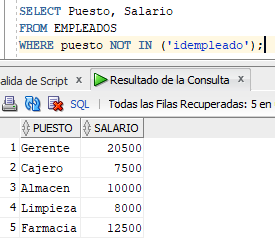 SELECT Puesto, Salario
FROM EMPLEADOS
WHERE puesto NOT IN ('idempleado');
alida de Script × Resultado de la Consulta ×
SQL | Todas las Filas Recuperadas: 5 en
PUESTO SALARIO
1 Gerente 20500
2 Cajero 7500
3 Almacen 10000
4 Limpieza 8000
5 Farmacia 12500